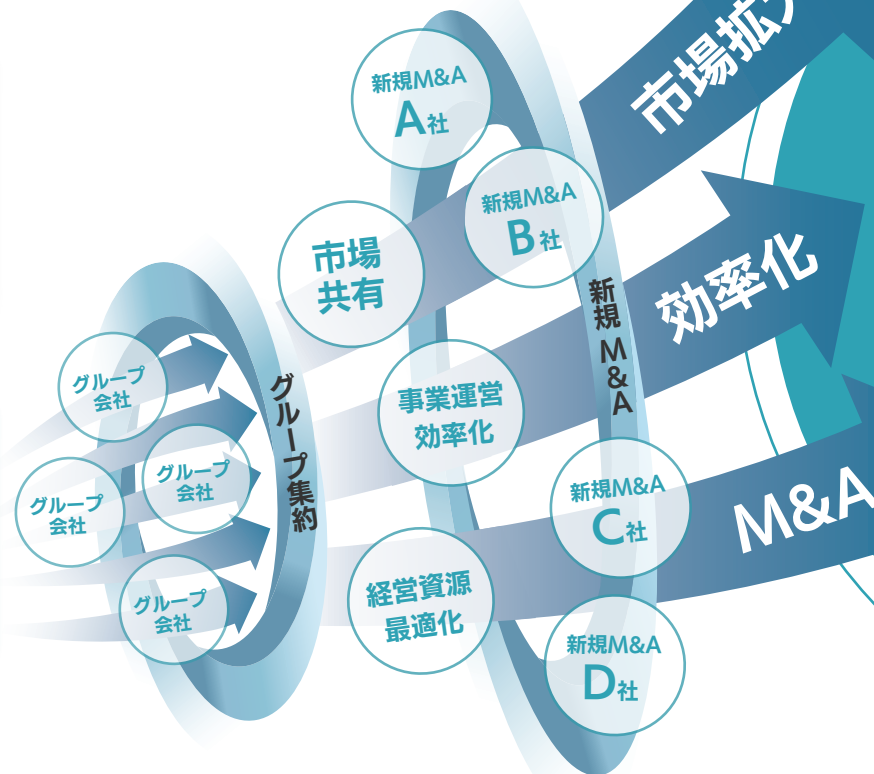 グループ
会社
グループ
会社
グループ
会社
グループ
会社
グループ集約
市場
共有
事業運営
効率化
経営資源
最適化
新規M&A
A社
新規M&A
B社
新規M&A
新規M&A
C社
新規M&A
D社
市場拡
効率化
M&A